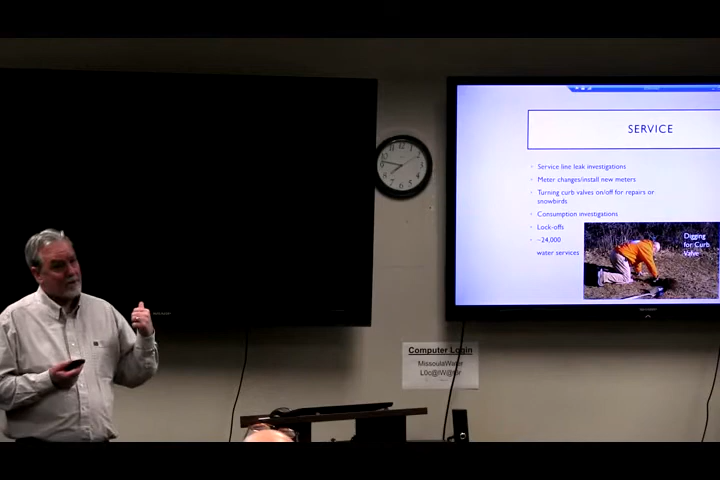 SERVICE
Service line leak investigations
Meter changes/install new meters
Turning curb valves on/off for repairs or
snowbirds
Consumption investigations
Lock-offs
~24,000
water services
Digging
for Curb
Valve
Computer Login
MissoulaWater